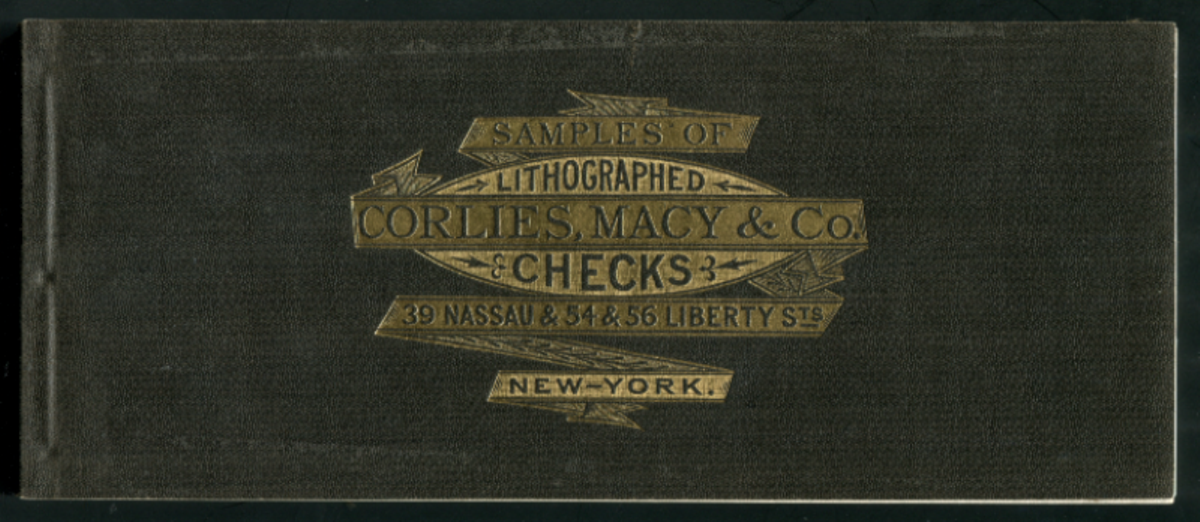 SAMPLES OF
LITHOGRAPHED
CORLIES, MACY & Co.
CHECKS
39 NASSAU & 54 & 56 LIBERTY STS.
NEW-YORK.